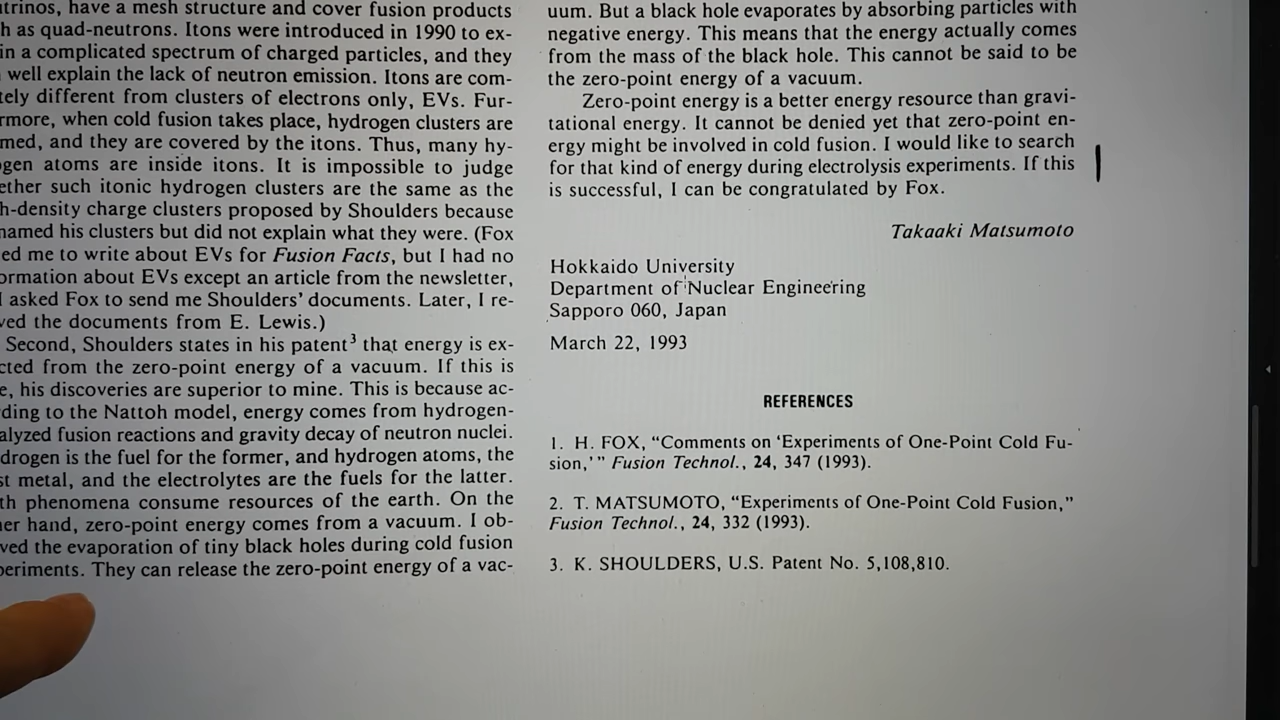 utrinos, have a mesh structure and cover fusion products
h as quad-neutrons. Itons were introduced in 1990 to ex-
in a complicated spectrum of charged particles, and they
well explain the lack of neutron emission. Itons are com-
tely different from clusters of electrons only, EVs. Fur-
rmore, when cold fusion takes place, hydrogen clusters are
med, and they are covered by the itons. Thus, many hy-
gen atoms are inside itons. It is impossible to judge
ether such itonic hydrogen clusters are the same as the
h-density charge clusters proposed by Shoulders because
named his clusters but did not explain what they were. (Fox
ed me to write about EVs for Fusion Facts, but I had no
ormation about EVs except an article from the newsletter,
I asked Fox to send me Shoulders' documents. Later, I re-
ved the documents from E. Lewis.)
Second, Shoulders states in his patent3 that energy is ex-
cted from the zero-point energy of a vacuum. If this is
e, his discoveries are superior to mine. This is because ac-
ding to the Nattoh model, energy comes from hydrogen-
alyzed fusion reactions and gravity decay of neutron nuclei.
drogen is the fuel for the former, and hydrogen atoms, the
st metal, and the electrolytes are the fuels for the latter.
th phenomena consume resources of the earth. On the
er hand, zero-point energy comes from a vacuum. I ob-
ved the evaporation of tiny black holes during cold fusion
periments. They can release the zero-point energy of a vac-
uum. But a black hole evaporates by absorbing particles with
negative energy. This means that the energy actually comes
from the mass of the black hole. This cannot be said to be
the zero-point energy of a vacuum.
Zero-point energy is a better energy resource than gravi-
tational energy. It cannot be denied yet that zero-point en-
ergy might be involved in cold fusion. I would like to search
for that kind of energy during electrolysis experiments. If this
is successful, I can be congratulated by Fox.
Takaaki Matsumoto
Hokkaido University
Department of Nuclear Engineering
Sapporo 060, Japan
March 22, 1993
REFERENCES
1. H. FOX, "Comments on 'Experiments of One-Point Cold Fu-
sion,'" Fusion Technol., 24, 347 (1993).
2. T. MATSUMOTO, "Experiments of One-Point Cold Fusion,"
Fusion Technol., 24, 332 (1993).
3. K. SHOULDERS, U.S. Patent No. 5,108,810.